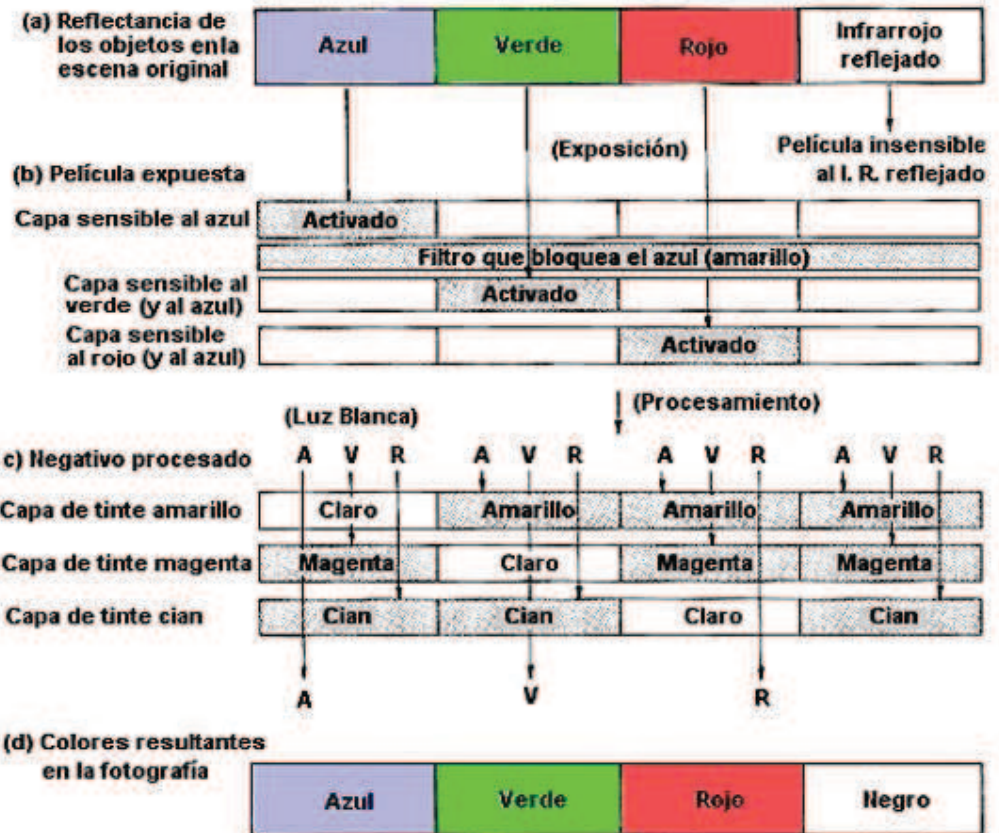 (a) Reflectancia de
los objetos en la
escena original
Azul Verde Rojo Infrarrojo
reflejado
(Exposición)
Película insensible
al I. R. reflejado
(b) Película expuesta
Capa sensible al azul Activado
Filtro que bloquea el azul (amarillo)
Capa sensible al
verde (y al azul)
Activado
Capa sensible
al rojo (y al azul)
Activado
(Procesamiento)
(Luz Blanca)
c) Negativo procesado A V R A V R A V R A V R
Capa de tinte amarillo Claro Amarillo Amarillo Amarillo
Capa de tinte magenta Magenta Claro Magenta Magenta
Capa de tinte cian Cian Cian Claro Cian
A V R
(d) Colores resultantes
en la fotografía
Azul Verde Rojo Negro